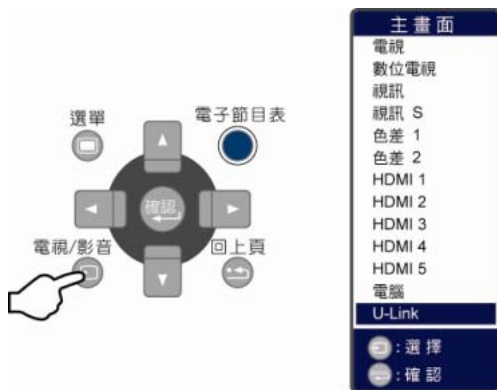 選單
電子節目表
確認
電視/影音
回上頁
主畫面
電視
數位電視
視訊
視訊 S
色差 1
色差 2
HDMI 1
HDMI 2
HDMI 3
HDMI 4
HDMI 5
電腦
U-Link
:選擇
:確認